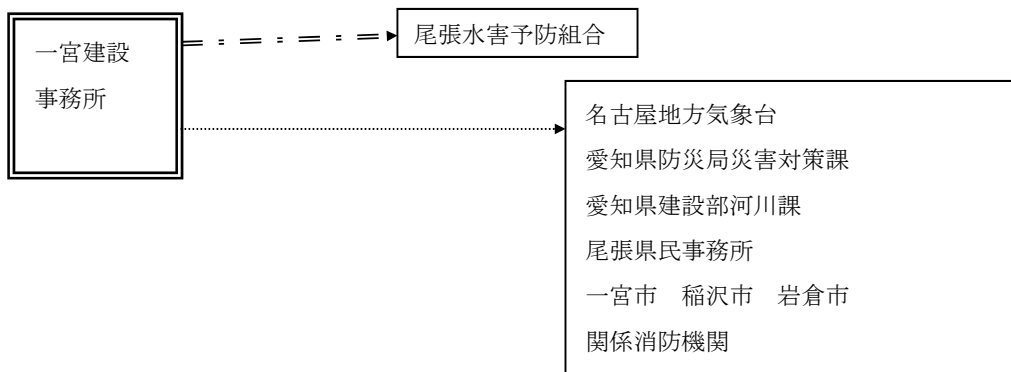 一宮建設
事務所
尾張水害予防組合
名古屋地方気象台
愛知県防災局災害対策課
愛知県建設部河川課
尾張県民事務所
一宮市　稲沢市　岩倉市
関係消防機関